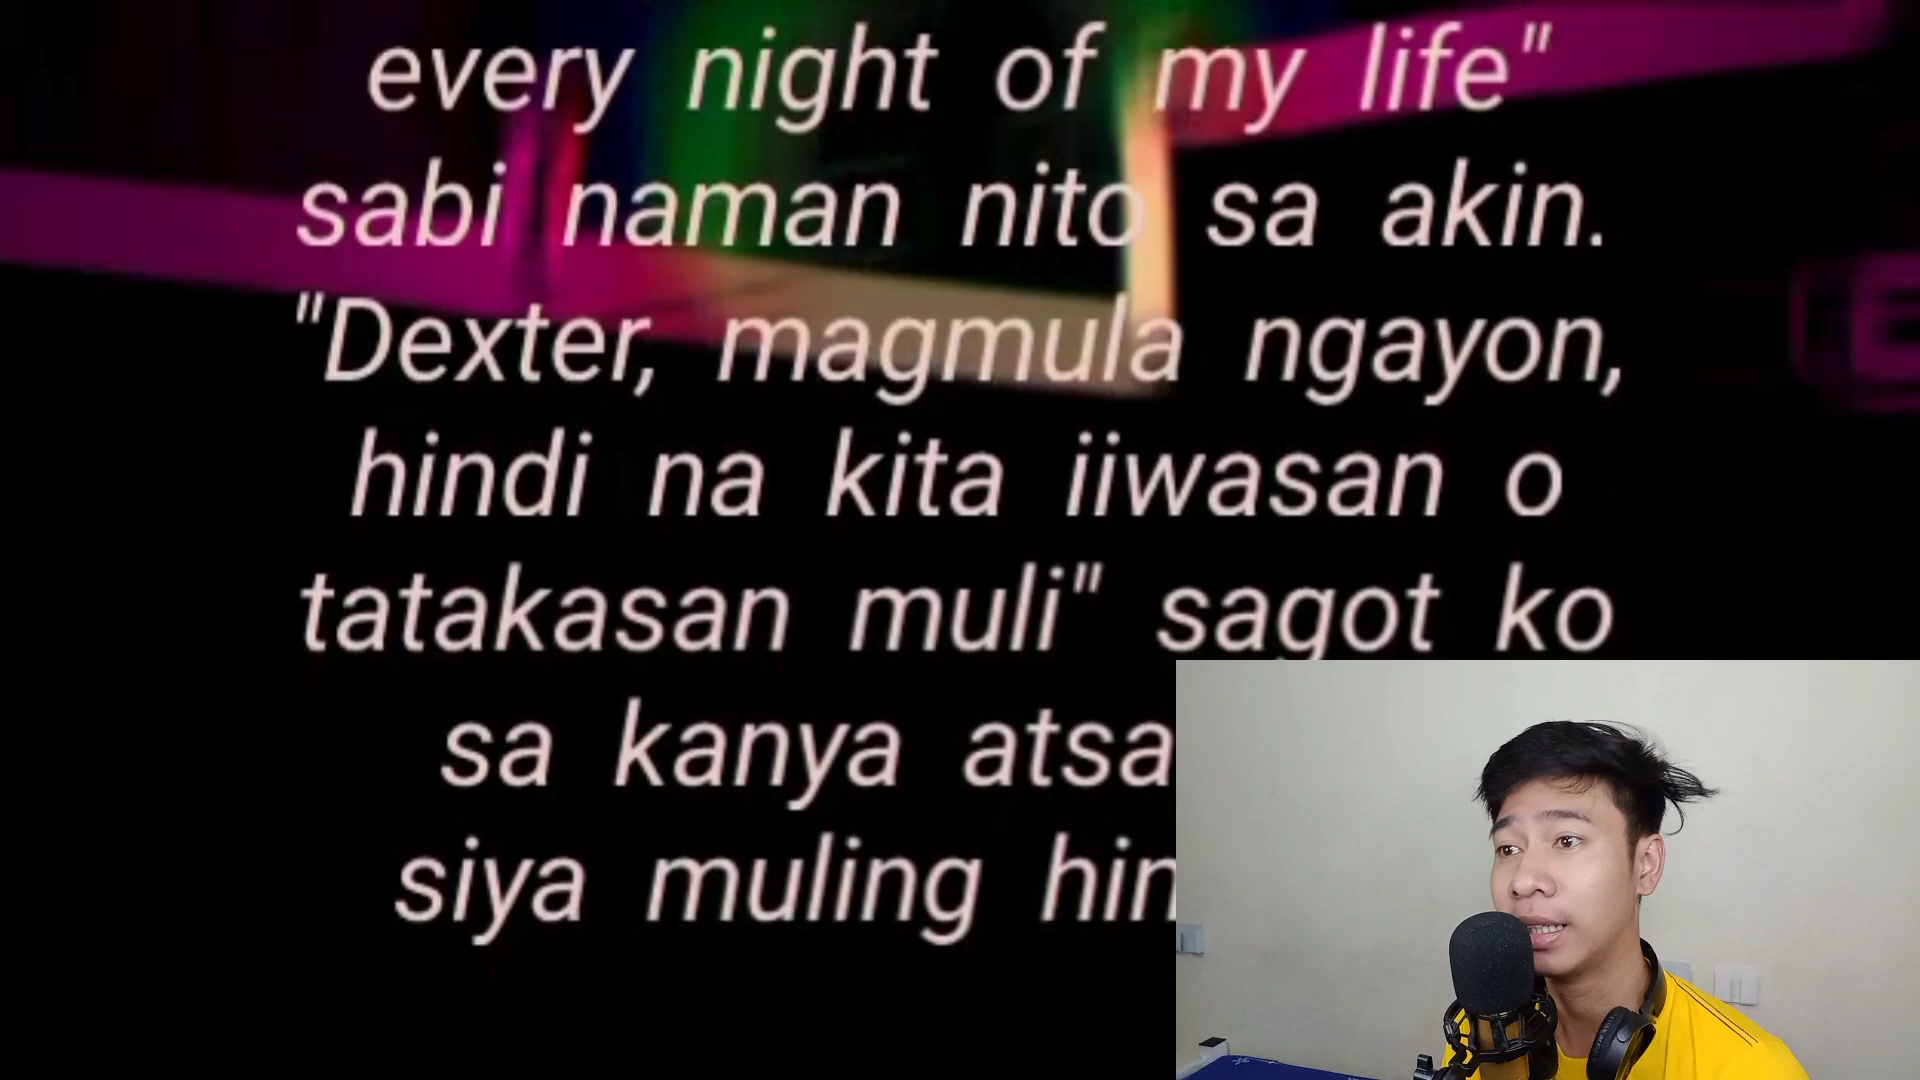 every night of my life"
sabi naman nito sa akin.
"Dexter, magmula ngayon,
hindi na kita iiwasan o
tatakasan muli" sagot ko
sa kanya atsa
siya muling